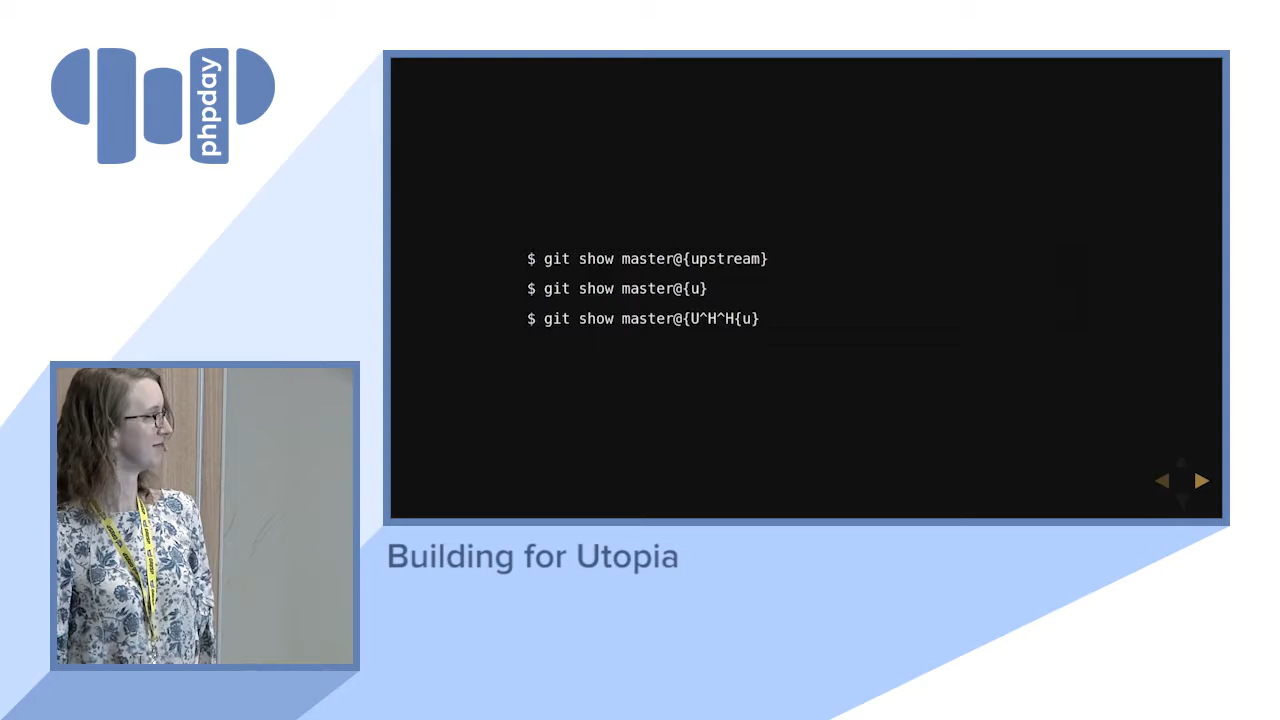 phpday
$ git show master@{upstream}
$ git show master@{u}
$ git show master@{U^H^H{u}
Building for Utopia